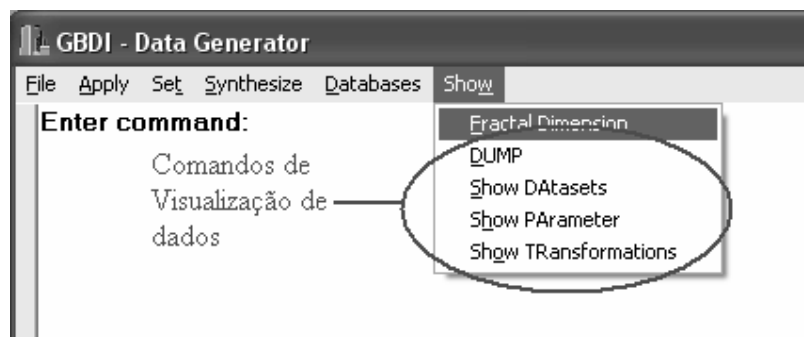 GBDI - Data Generator
File Apply Set Synthesize Databases Show
Enter command:
Comandos de
Visualização de
dados
Fractal Dimension
DUMP
Show DAtasets
Show PArameter
Show TRansformations